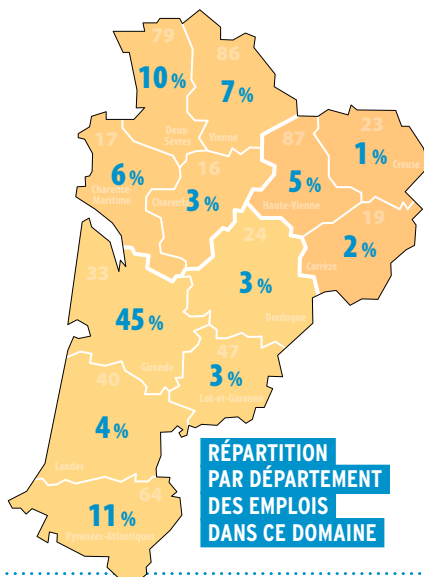 79
10 %
Deux-
Sèvres
86
7 %
Vienne
17
6 %
Charente-
Maritime
16
3 %
Charente
87
5 %
Haute-Vienne
23
1 %
Creuse
19
2 %
Corrèze
24
3 %
Dordogne
33
45 %
Gironde
47
3 %
Lot-et-Garonne
40
4 %
Landes
64
11 %
Pyrénées-Atlantiques
RÉPARTITION
PAR DÉPARTEMENT
DES EMPLOIS
DANS CE DOMAINE